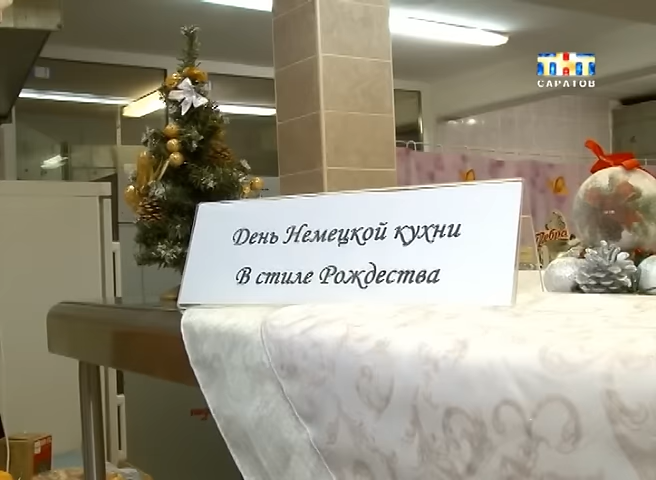 ТНТ
САРАТОВ
День Немецкой кухни
В стиле Рождества